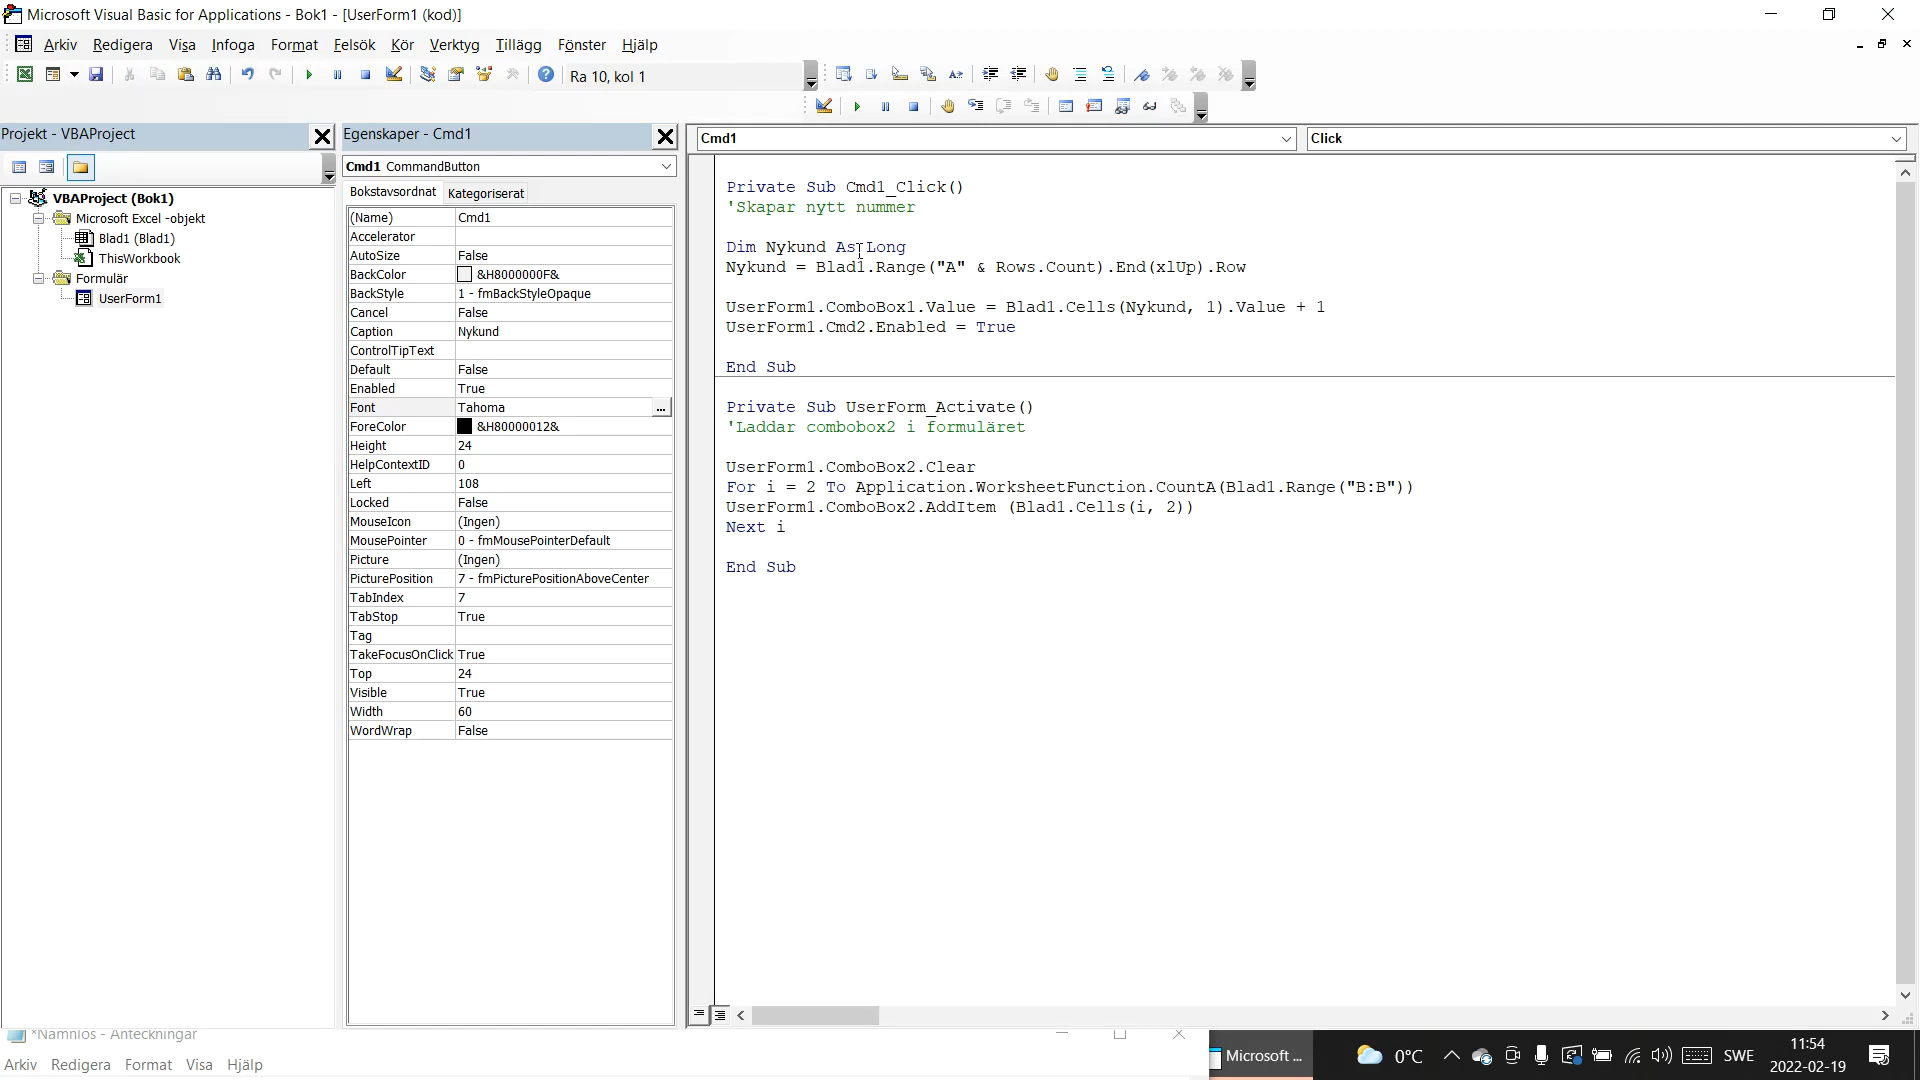 Microsoft Visual Basic for Applications - Bok1 - [UserForm1 (kod)]
Arkiv Redigera Visa Infoga Format Felsök Kör Verktyg Tillägg Fönster Hjälp
Ra 10, kol 1
Projekt - VBAProject
VBAProject (Bok1)
Microsoft Excel -objekt
Blad1 (Blad1)
ThisWorkbook
Formulär
UserForm1
Egenskaper - Cmd1
Cmd1 CommandButton
Bokstavsordnat Kategoriserat
(Name) Cmd1
Accelerator
AutoSize False
BackColor &H8000000F&
BackStyle 1 - fmBackStyleOpaque
Cancel False
Caption Nykund
ControlTipText
Default False
Enabled True
Font Tahoma ...
ForeColor &H80000012&
Height 24
HelpContextID 0
Left 108
Locked False
MouseIcon (Ingen)
MousePointer 0 - fmMousePointerDefault
Picture (Ingen)
PicturePosition 7 - fmPicturePositionAboveCenter
TabIndex 7
TabStop True
Tag
TakeFocusOnClick True
Top 24
Visible True
Width 60
WordWrap False
Cmd1 Click
Private Sub Cmd1_Click()
'Skapar nytt nummer
Dim Nykund As Long
Nykund = Blad1.Range("A" & Rows.Count).End(xlUp).Row
UserForm1.ComboBox1.Value = Blad1.Cells(Nykund, 1).Value + 1
UserForm1.Cmd2.Enabled = True
End Sub
Private Sub UserForm_Activate()
'Laddar combobox2 i formuläret
UserForm1.ComboBox2.Clear
For i = 2 To Application.WorksheetFunction.CountA(Blad1.Range("B:B"))
UserForm1.ComboBox2.AddItem (Blad1.Cells(i, 2))
Next i
End Sub
*Namnlös - Anteckningar
Arkiv Redigera Format Visa Hjälp
Microsoft ...
0°C
SWE
11:54
2022-02-19